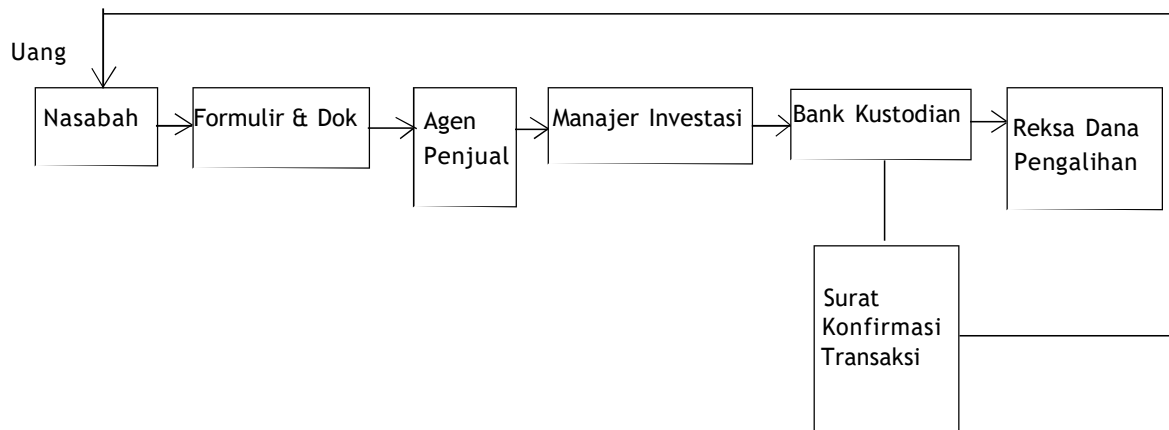 Uang
Nasabah
Formulir & Dok
Agen
Penjual
Manajer Investasi
Bank Kustodian
Reksa Dana
Pengalihan
Surat
Konfirmasi
Transaksi